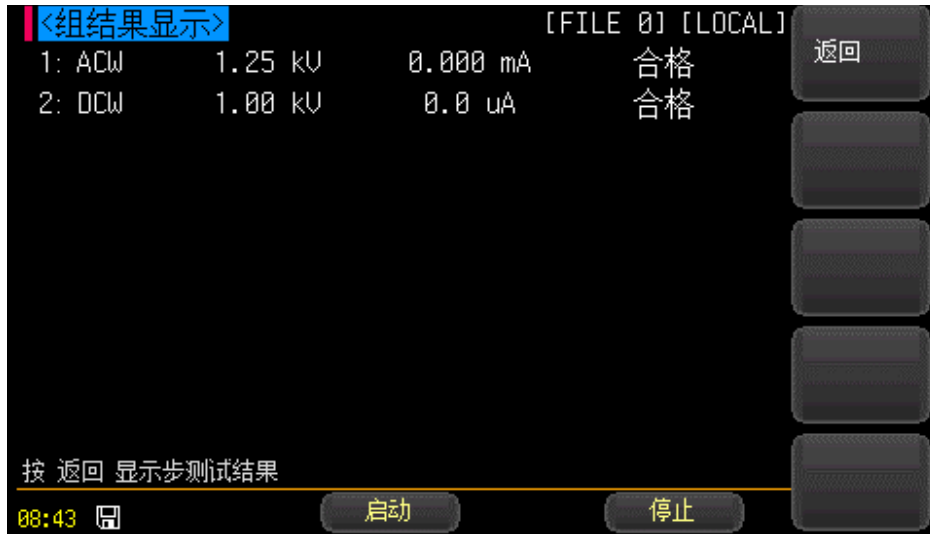 <组结果显示> [FILE 0] [LOCAL]
返回
1: ACW 1.25 kV 0.000 mA 合格
2: DCW 1.00 kV 0.0 uA 合格
按 返回 显示步测试结果
08:43 启动 停止